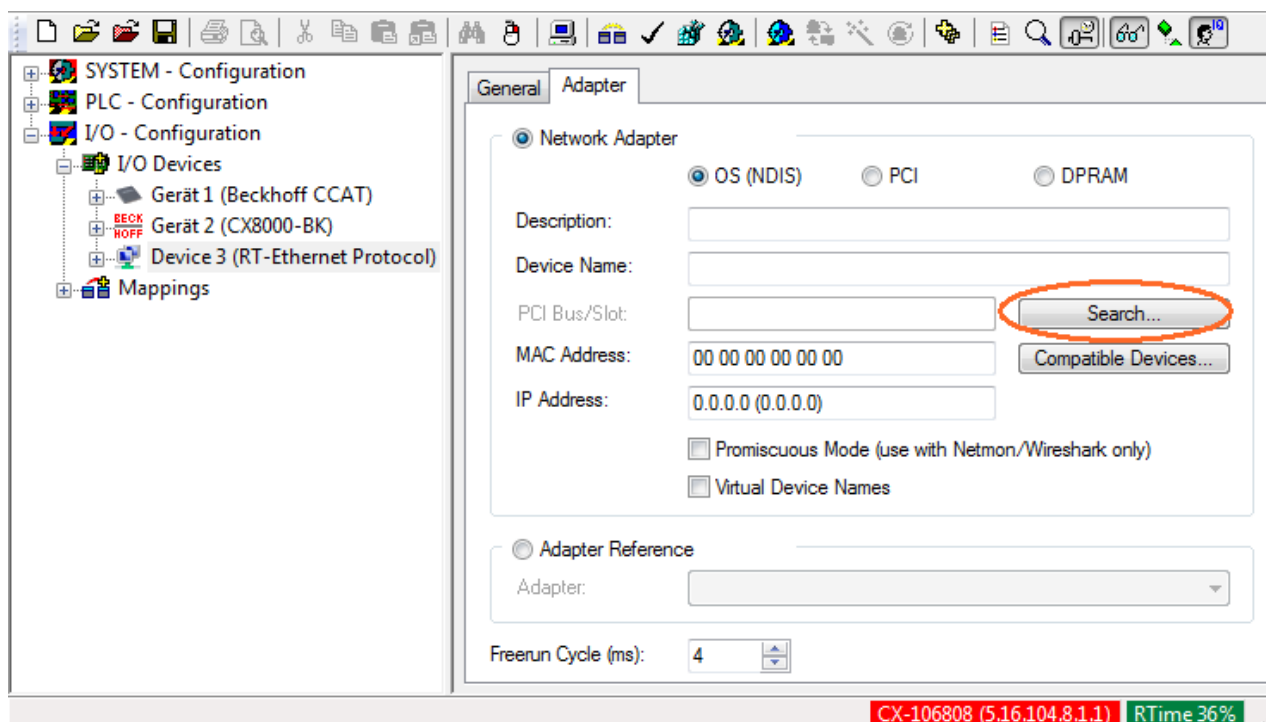 SYSTEM - Configuration
PLC - Configuration
I/O - Configuration
I/O Devices
Gerät 1 (Beckhoff CCAT)
BECK
HOFF
Gerät 2 (CX8000-BK)
Device 3 (RT-Ethernet Protocol)
Mappings
General Adapter
Network Adapter
OS (NDIS) PCI DPRAM
Description:
Device Name:
PCI Bus/Slot: Search...
MAC Address: 00 00 00 00 00 00 Compatible Devices...
IP Address: 0.0.0.0 (0.0.0.0)
Promiscuous Mode (use with Netmon/Wireshark only)
Virtual Device Names
Adapter Reference
Adapter:
Freerun Cycle (ms): 4
CX-106808 (5.16.104.8.1.1) RTime 36%